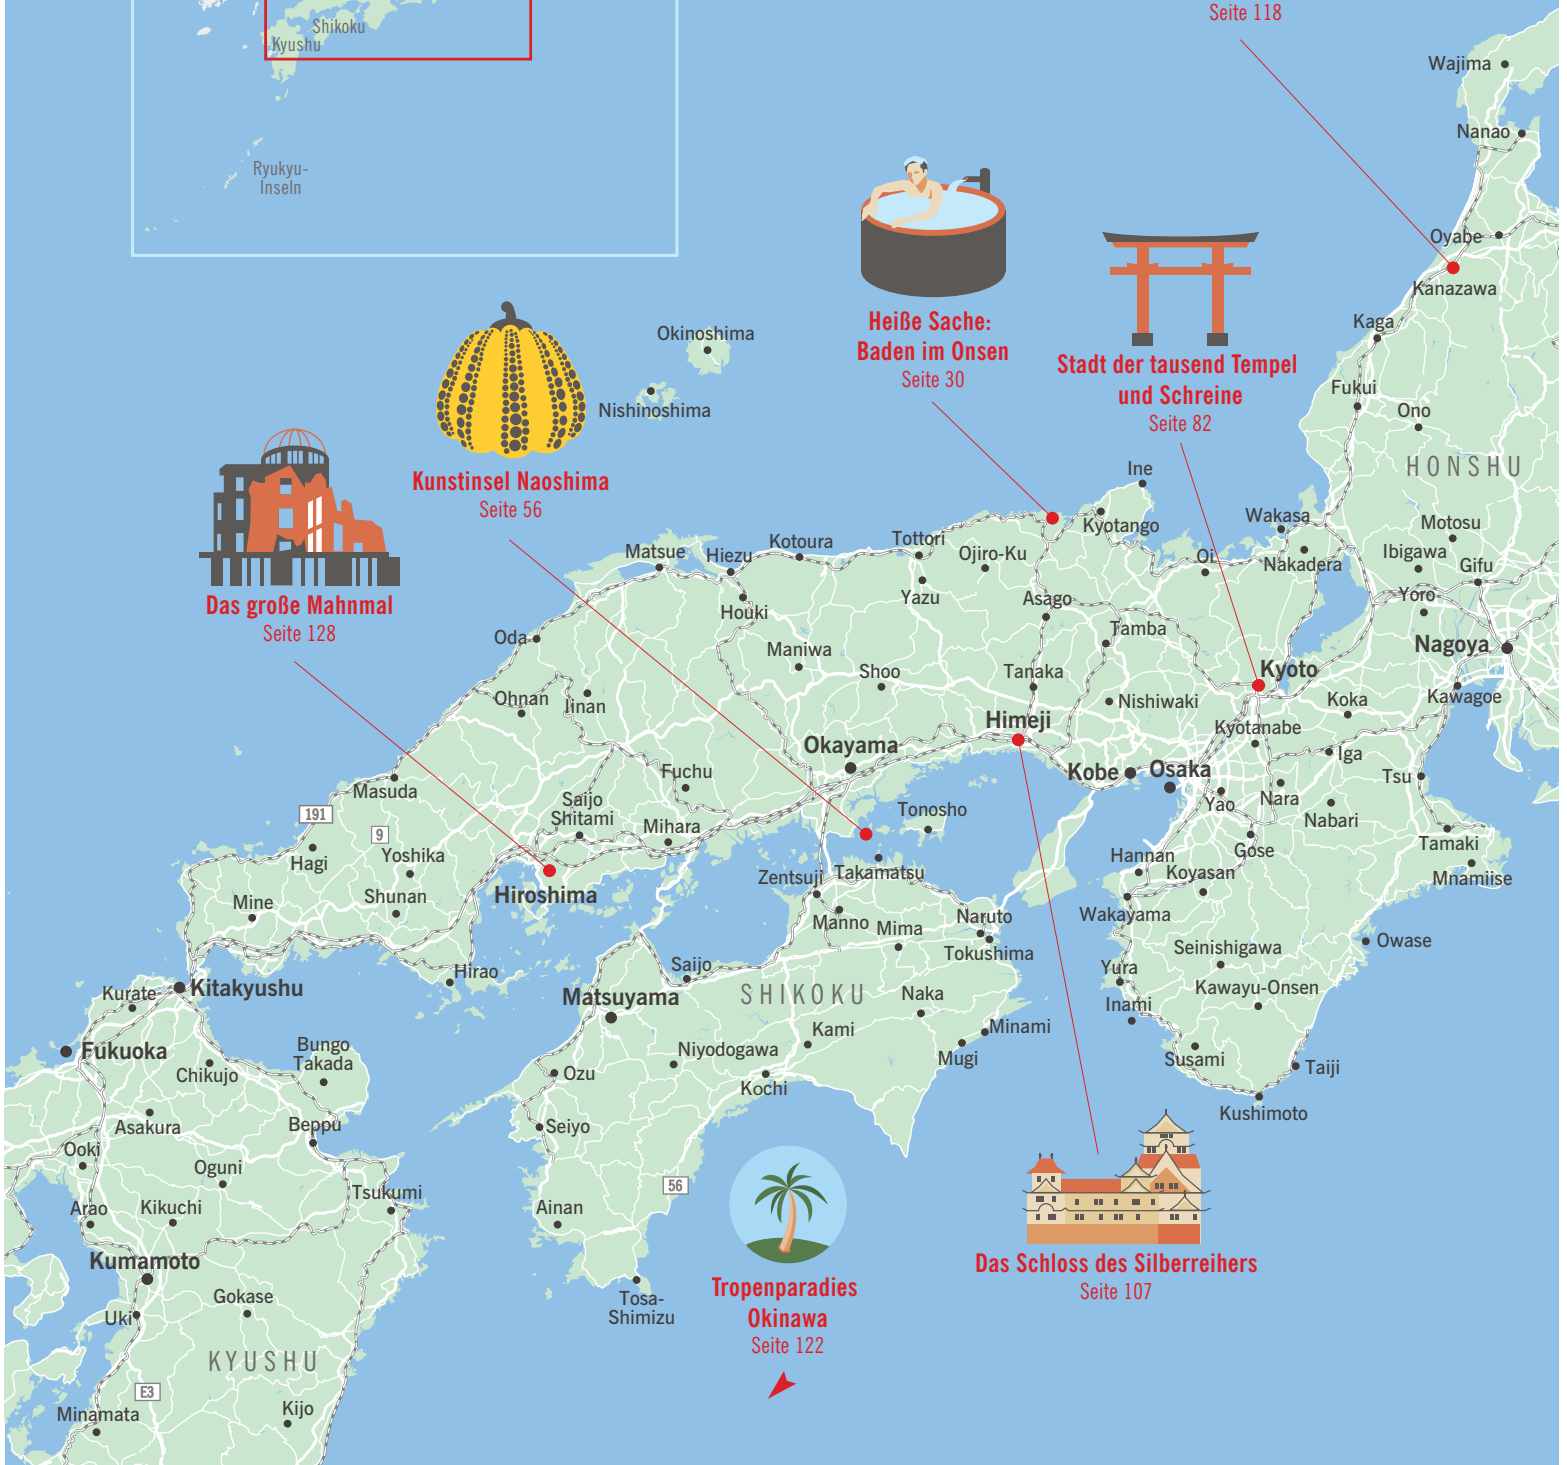 Seite 118
Shikoku
Kyushu
Ryukyu-
Inseln
Wajima
Nanao
Oyabe
Kanazawa
Kaga
Fukui
Ono
HONSHU
Heiße Sache:
Baden im Onsen
Seite 30
Stadt der tausend Tempel
und Schreine
Seite 82
Okinoshima
Nishinoshima
Kunstinsel Naoshima
Seite 56
Das große Mahnmal
Seite 128
Ine
Kyotango
Wakasa
Motosu
Ibigawa
Gifu
Nakadera
Oi
Yoro
Matsue
Hiezu
Kotoura
Tottori
Ojiro-Ku
Yazu
Asago
Houki
Tamba
Oda
Maniwa
Shoo
Tanaka
Nagoya
Kyoto
Kawagoe
Koka
Nishiwaki
Ohnan
Iinan
Himeji
Kyotanabe
Okayama
Iga
Kobe
Osaka
Tsu
Fuchu
Masuda
Yao
Nara
Nabari
Saijo
Shitami
Tonosho
191
9
Mihara
Tamaki
Hagi
Yoshika
Gose
Hannan
Koyasan
Mnamiise
Zentsuji
Takamatsu
Hiroshima
Shunan
Mine
Wakayama
Manno
Mima
Naruto
Tokushima
Owase
Seinishigawa
Yura
Kawayu-Onsen
Inami
Saijo
Hirao
Kitakyushu
Kurate
Matsuyama
SHIKOKU
Naka
Minami
Kami
Mugi
Susami
Taiji
Fukuoka
Bungo
Takada
Chikujo
Niyodogawa
Ozu
Kochi
Kushimoto
Asakura
Beppu
Seiyo
Ooki
Oguni
Tsukumi
56
Arao
Kikuchi
Ainan
Kumamoto
Das Schloss des Silberreihers
Seite 107
Tropenparadies
Okinawa
Seite 122
Gokase
Uki
Tosa-
Shimizu
KYUSHU
E3
Minamata
Kijo